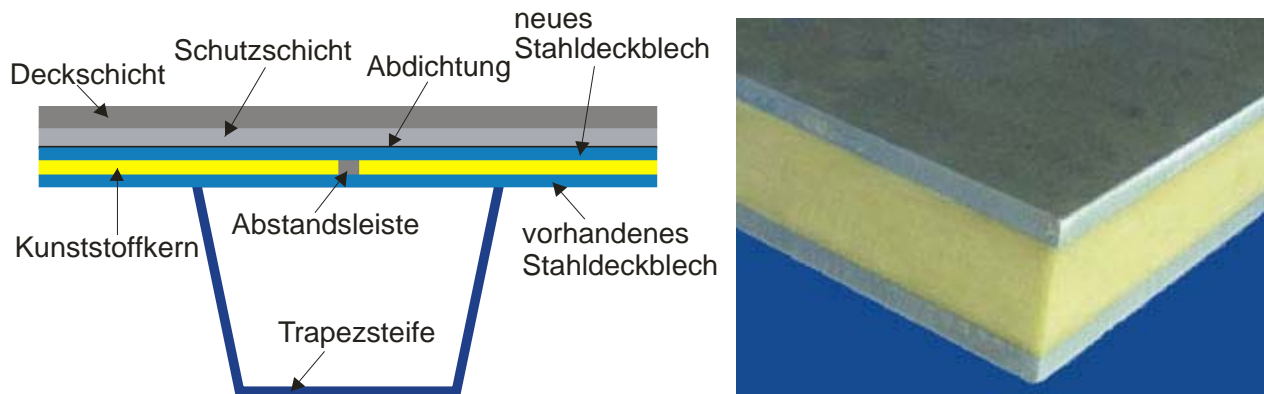 neues
Stahldeckblech
Schutzschicht
Abdichtung
Deckschicht
Abstandsleiste
Kunststoffkern
vorhandenes
Stahldeckblech
Trapezsteife